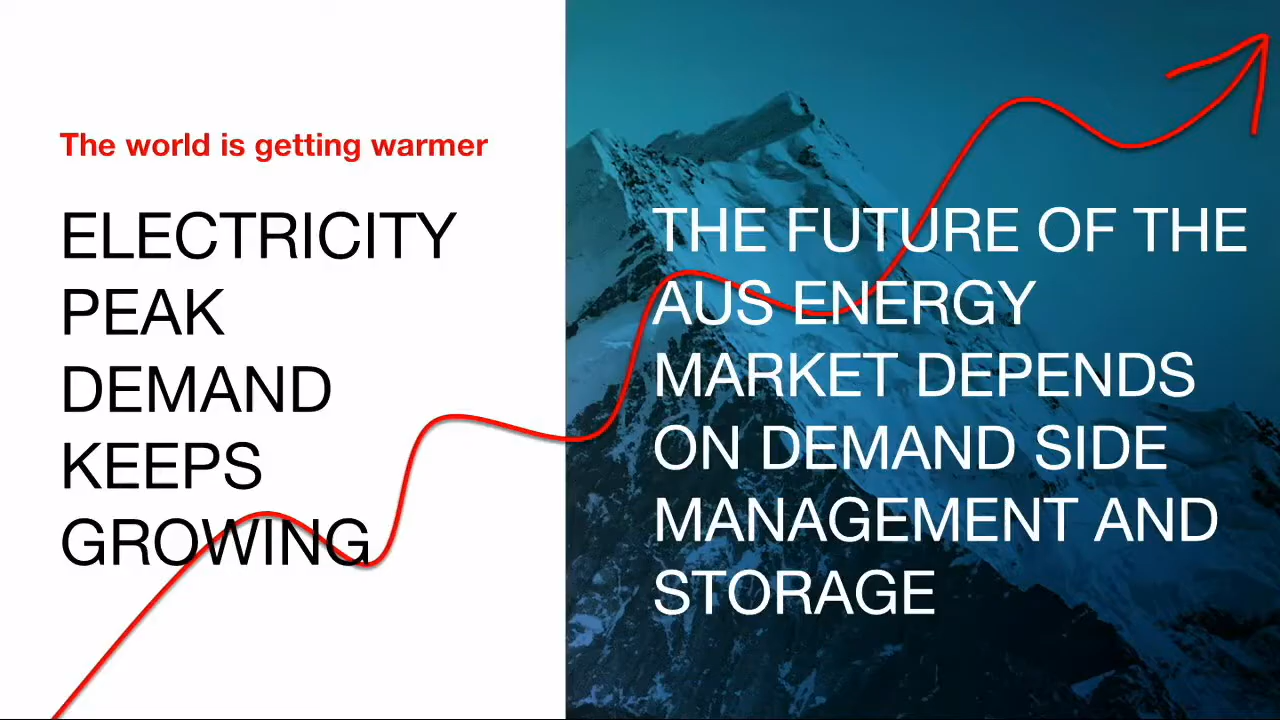 The world is getting warmer
ELECTRICITY
PEAK
DEMAND
KEEPS
GROWING
THE FUTURE OF THE
AUS ENERGY
MARKET DEPENDS
ON DEMAND SIDE
MANAGEMENT AND
STORAGE